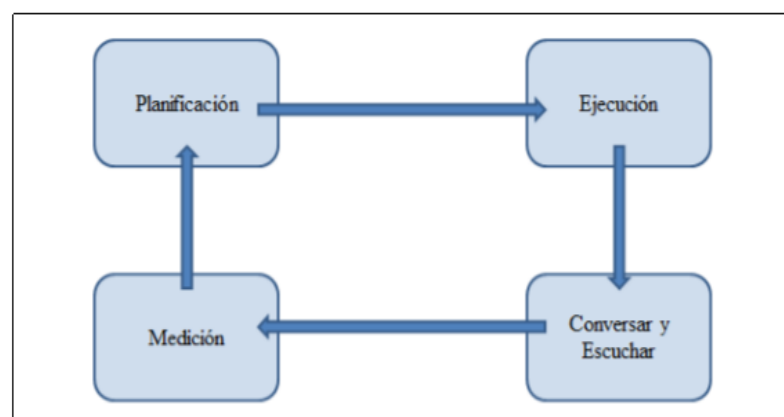 Planificación
Ejecución
Medición
Conversar y
Escuchar